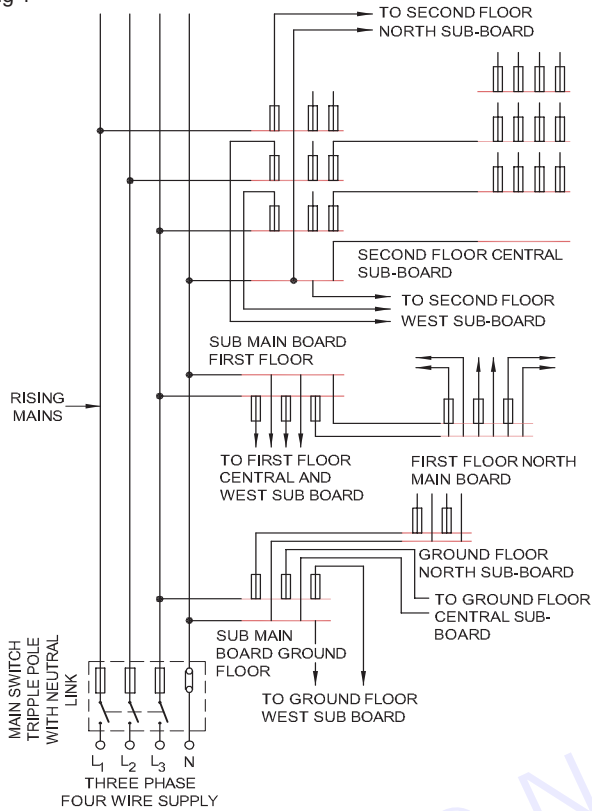 TO SECOND FLOOR
NORTH SUB-BOARD
SECOND FLOOR CENTRAL
SUB-BOARD
TO SECOND FLOOR
WEST SUB-BOARD
SUB MAIN BOARD
FIRST FLOOR
RISING
MAINS
TO FIRST FLOOR
CENTRAL AND
WEST SUB BOARD
FIRST FLOOR NORTH
MAIN BOARD
GROUND FLOOR
NORTH SUB-BOARD
TO GROUND FLOOR
CENTRAL SUB-
BOARD
SUB MAIN
BOARD GROUND
FLOOR
TO GROUND FLOOR
WEST SUB BOARD
MAIN SWITCH
TRIPPLE POLE
WITH NEUTRAL
LINK
L1 L2 L3 N
THREE PHASE
FOUR WIRE SUPPLY